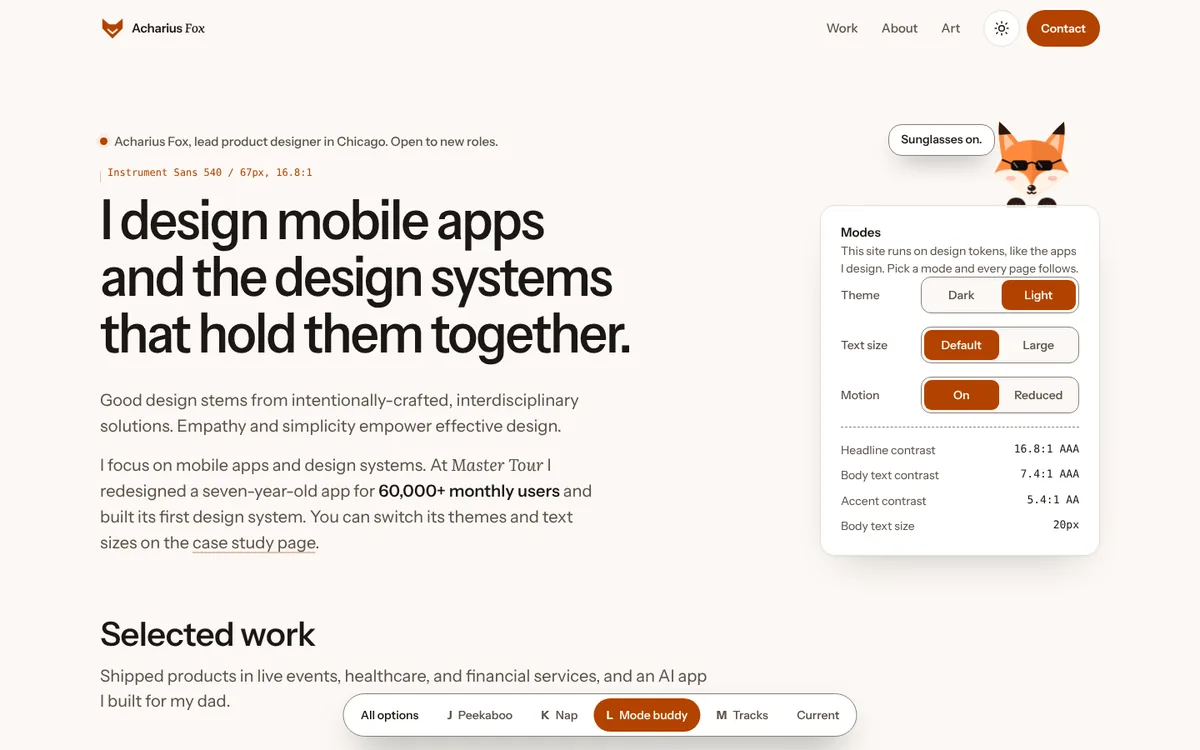 Acharius Fox
Work
About
Art
Contact
Acharius Fox, lead product designer in Chicago. Open to new roles.
Instrument Sans 540 / 67px, 16.8:1
I design mobile apps
and the design systems
that hold them together.
Good design stems from intentionally-crafted, interdisciplinary
solutions. Empathy and simplicity empower effective design.
I focus on mobile apps and design systems. At Master Tour I
redesigned a seven-year-old app for 60,000+ monthly users and
built its first design system. You can switch its themes and text
sizes on the case study page.
Sunglasses on.
Modes
This site runs on design tokens, like the apps
I design. Pick a mode and every page follows.
Theme Dark Light
Text size Default Large
Motion On Reduced
Headline contrast 16.8:1 AAA
Body text contrast 7.4:1 AAA
Accent contrast 5.4:1 AA
Body text size 20px
Selected work
Shipped products in live events, healthcare, and financial services, and an AI app
I built for my dad.
All options J Peekaboo K Nap L Mode buddy M Tracks Current